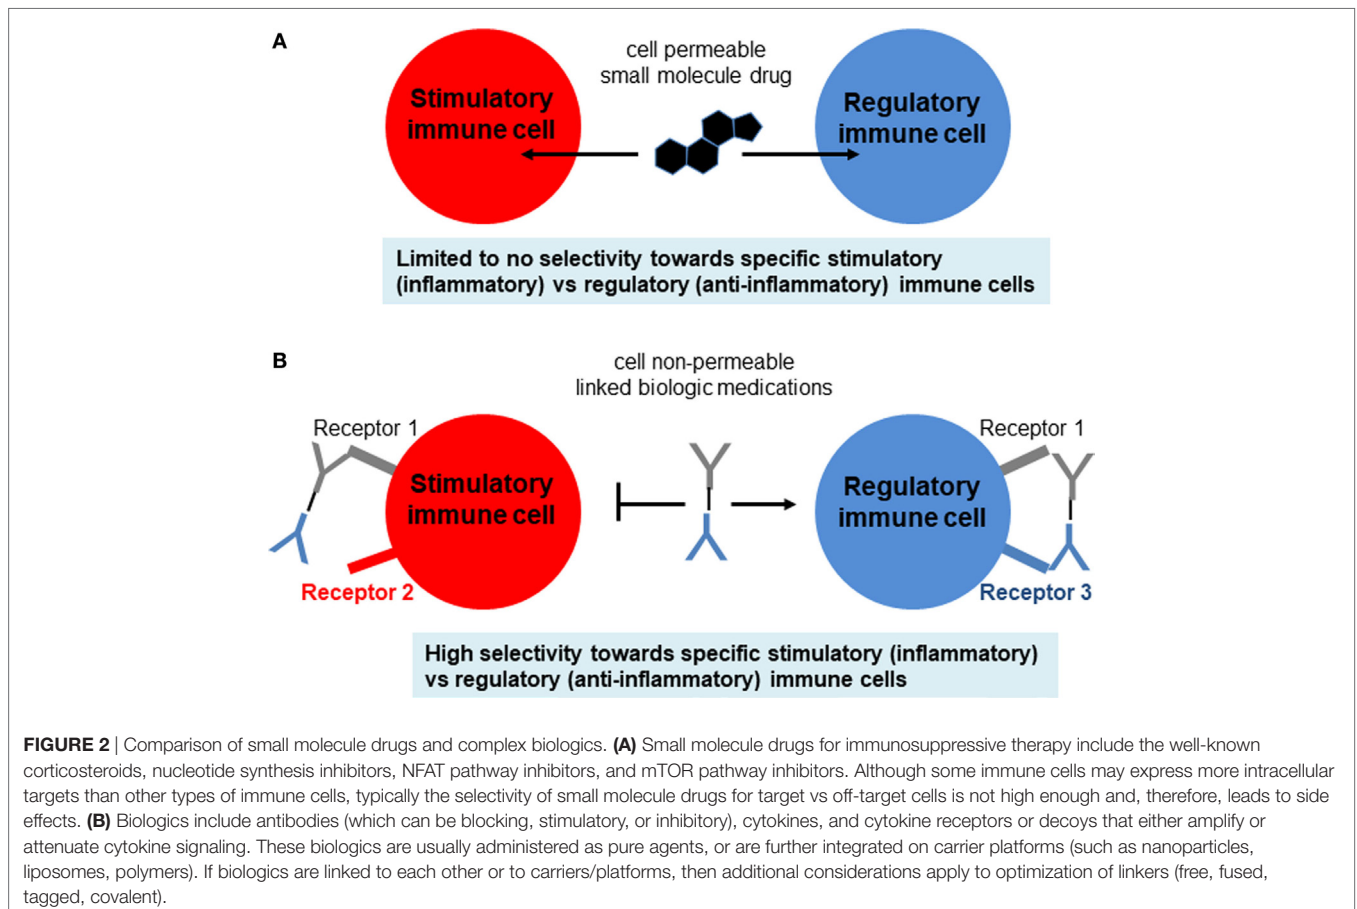 A
cell permeable
small molecule drug
Stimulatory
immune cell
Regulatory
immune cell
Limited to no selectivity towards specific stimulatory
(inflammatory) vs regulatory (anti-inflammatory) immune cells
B
cell non-permeable
linked biologic medications
Receptor 1
Stimulatory
immune cell
Receptor 2
Receptor 1
Regulatory
immune cell
Receptor 3
High selectivity towards specific stimulatory (inflammatory)
vs regulatory (anti-inflammatory) immune cells
FIGURE 2 | Comparison of small molecule drugs and complex biologics. (A) Small molecule drugs for immunosuppressive therapy include the well-known
corticosteroids, nucleotide synthesis inhibitors, NFAT pathway inhibitors, and mTOR pathway inhibitors. Although some immune cells may express more intracellular
targets than other types of immune cells, typically the selectivity of small molecule drugs for target vs off-target cells is not high enough and, therefore, leads to side
effects. (B) Biologics include antibodies (which can be blocking, stimulatory, or inhibitory), cytokines, and cytokine receptors or decoys that either amplify or
attenuate cytokine signaling. These biologics are usually administered as pure agents, or are further integrated on carrier platforms (such as nanoparticles,
liposomes, polymers). If biologics are linked to each other or to carriers/platforms, then additional considerations apply to optimization of linkers (free, fused,
tagged, covalent).